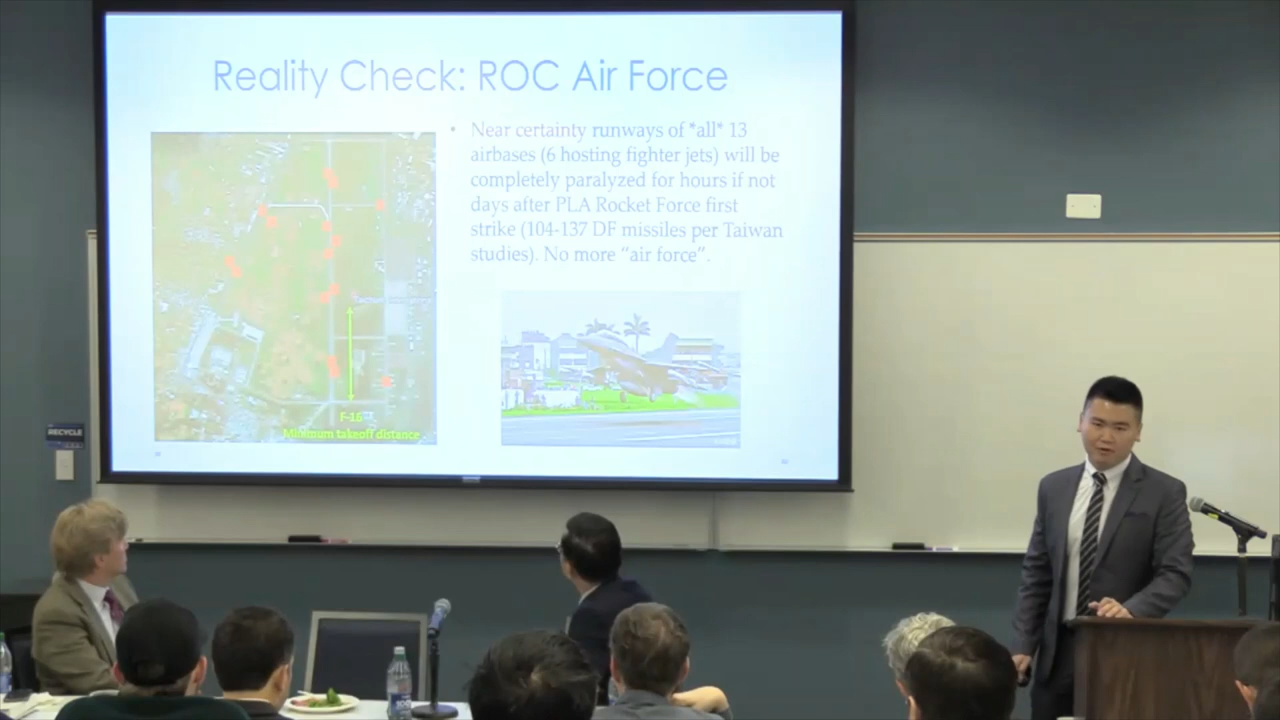 Reality Check: ROC Air Force
• Near certainty runways of *all* 13
airbases (6 hosting fighter jets) will be
completely paralyzed for hours if not
days after PLA Rocket Force first
strike (104-137 DF missiles per Taiwan
studies). No more “air force”.
F-16
Minimum takeoff distance
RECYCLE